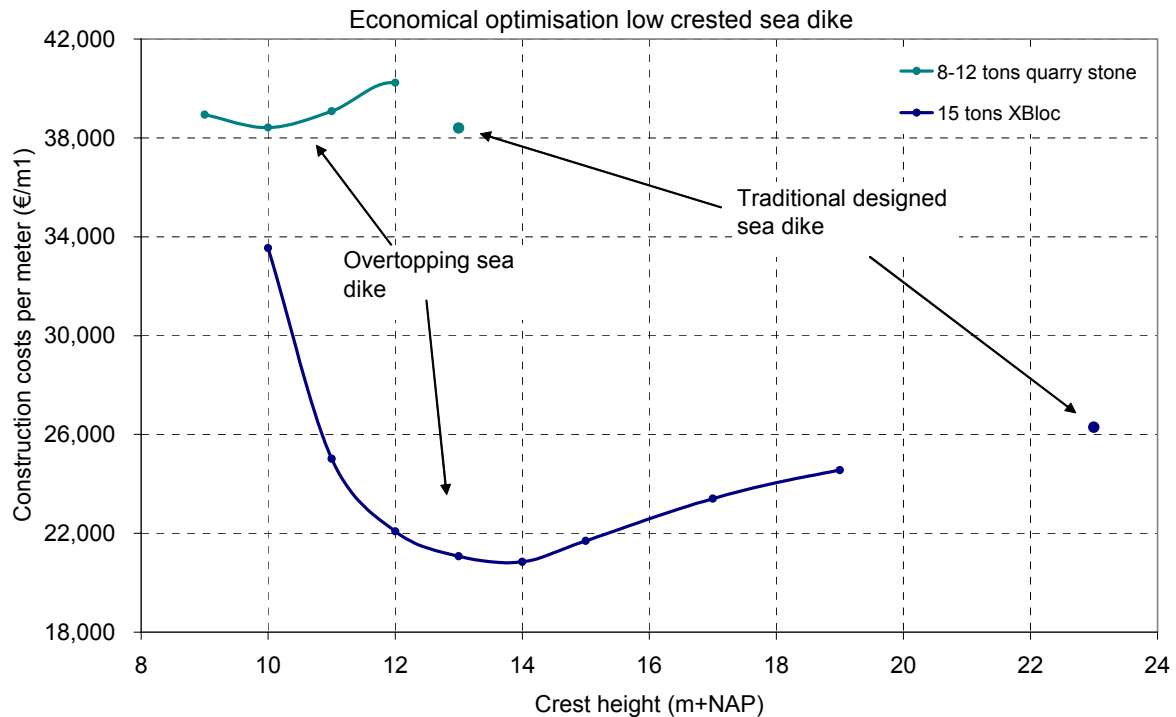 Economical optimisation low crested sea dike
42,000
38,000
34,000
30,000
26,000
22,000
18,000
Construction costs per meter (€/m1)
8-12 tons quarry stone
15 tons XBloc
Traditional designed
sea dike
Overtopping sea
dike
8 10 12 14 16 18 20 22 24
Crest height (m+NAP)